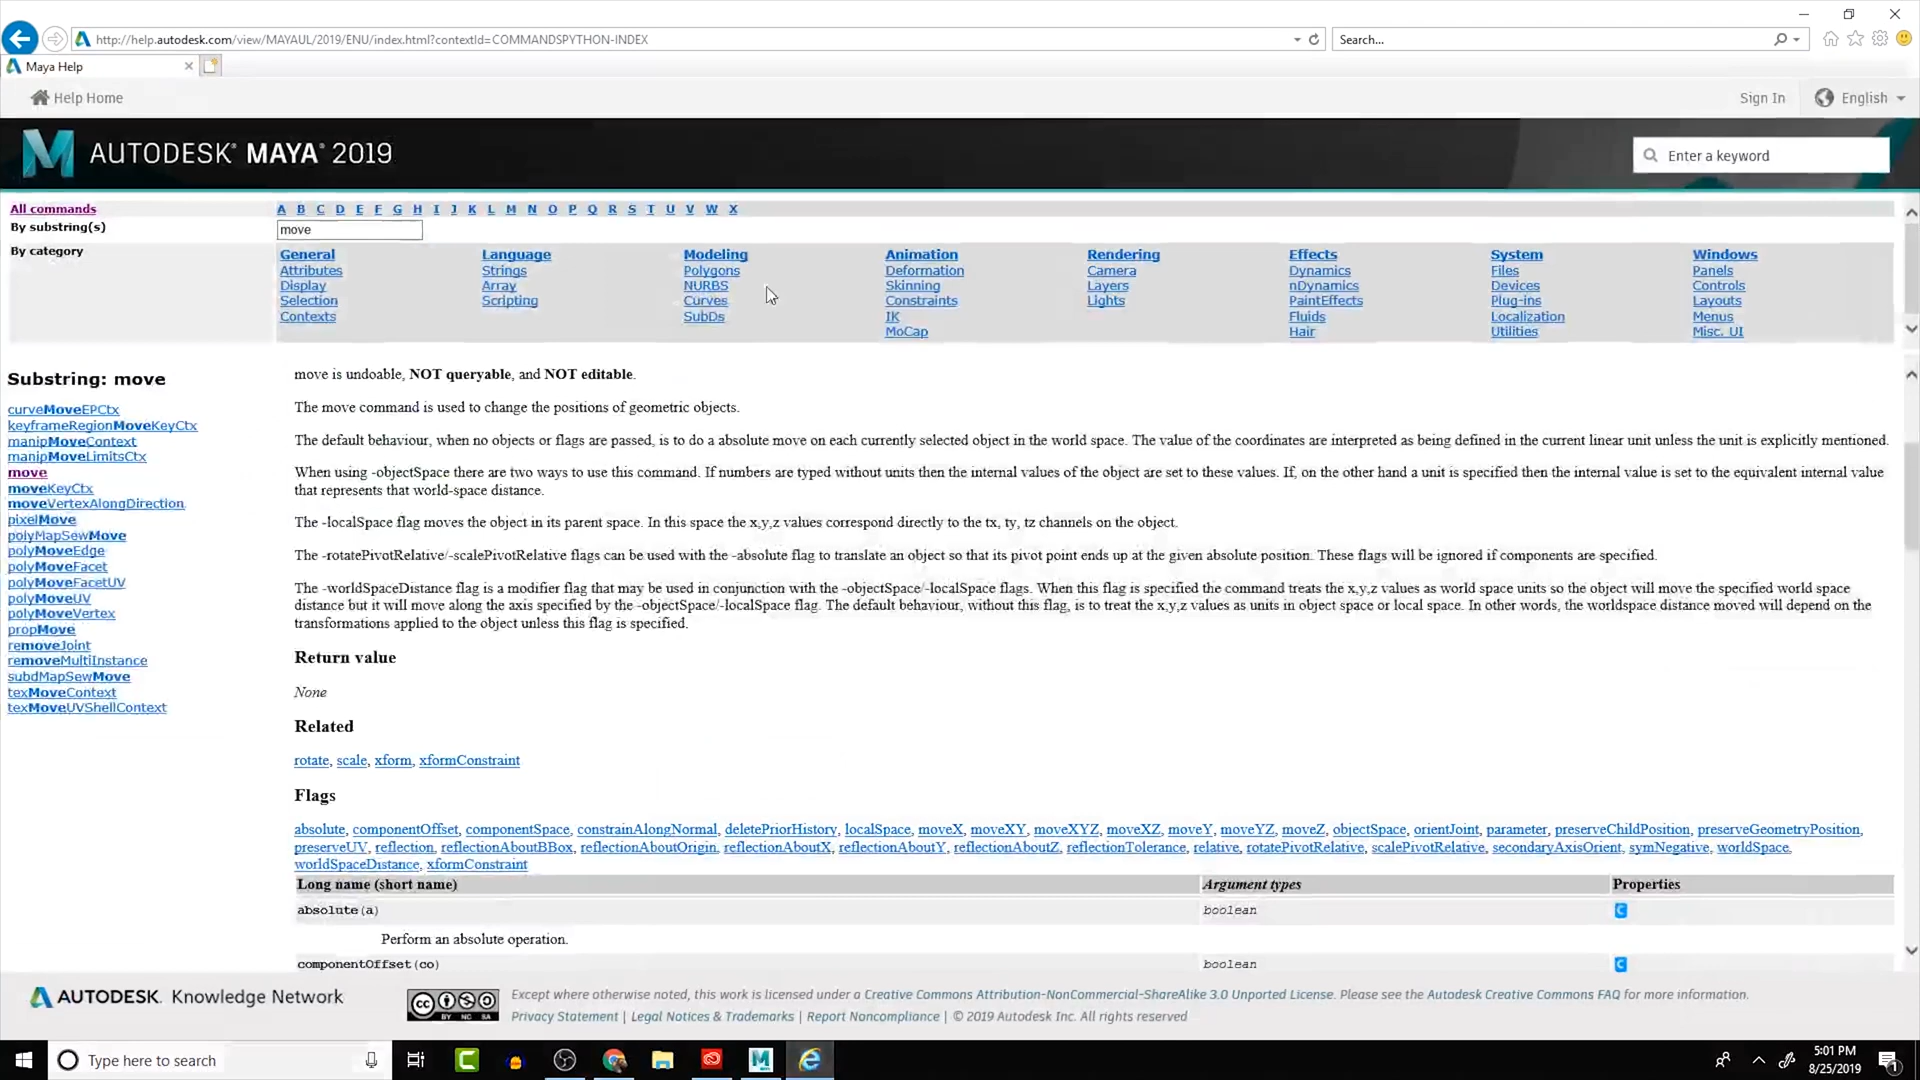 http://help.autodesk.com/view/MAYAUL/2019/ENU/index.html?contextId=COMMANDSPYTHON-INDEX
Search...
Maya Help
Help Home
Sign In
English
AUTODESK® MAYA® 2019
Enter a keyword
All commands
A B C D E F G H I J K L M N O P Q R S T U V W X
By substring(s)
move
By category
General Language Modeling Animation Rendering Effects System Windows
Attributes Strings Polygons Deformation Camera Dynamics Files Panels
Display Array NURBS Skinning Layers nDynamics Devices Controls
Selection Scripting Curves Constraints Lights PaintEffects Plug-ins Layouts
Contexts SubDs IK Fluids Localization Menus
MoCap Hair Utilities Misc. UI
Substring: move
curveMoveEPCtx
keyframeRegionMoveKeyCtx
manipMoveContext
manipMoveLimitsCtx
move
moveKeyCtx
moveVertexAlongDirection
pixelMove
polyMapSewMove
polyMoveEdge
polyMoveFacet
polyMoveFacetUV
polyMoveUV
polyMoveVertex
propMove
removeJoint
removeMultiInstance
subdMapSewMove
texMoveContext
texMoveUVShellContext
move is undoable, NOT queryable, and NOT editable.
The move command is used to change the positions of geometric objects.
The default behaviour, when no objects or flags are passed, is to do a absolute move on each currently selected object in the world space. The value of the coordinates are interpreted as being defined in the current linear unit unless the unit is explicitly mentioned.
When using -objectSpace there are two ways to use this command. If numbers are typed without units then the internal values of the object are set to these values. If, on the other hand a unit is specified then the internal value is set to the equivalent internal value
that represents that world-space distance.
The -localSpace flag moves the object in its parent space. In this space the x,y,z values correspond directly to the tx, ty, tz channels on the object.
The -rotatePivotRelative/-scalePivotRelative flags can be used with the -absolute flag to translate an object so that its pivot point ends up at the given absolute position. These flags will be ignored if components are specified.
The -worldSpaceDistance flag is a modifier flag that may be used in conjunction with the -objectSpace/-localSpace flags. When this flag is specified the command treats the x,y,z values as world space units so the object will move the specified world space
distance but it will move along the axis specified by the -objectSpace/-localSpace flag. The default behaviour, without this flag, is to treat the x,y,z values as units in object space or local space. In other words, the worldspace distance moved will depend on the
transformations applied to the object unless this flag is specified.
Return value
None
Related
rotate, scale, xform, xformConstraint
Flags
absolute, componentOffset, componentSpace, constrainAlongNormal, deletePriorHistory, localSpace, moveX, moveXY, moveXYZ, moveXZ, moveY, moveYZ, moveZ, objectSpace, orientJoint, parameter, preserveChildPosition, preserveGeometryPosition,
preserveUV, reflection, reflectionAboutBBox, reflectionAboutOrigin, reflectionAboutX, reflectionAboutY, reflectionAboutZ, reflectionTolerance, relative, rotatePivotRelative, scalePivotRelative, secondaryAxisOrient, symNegative, worldSpace,
worldSpaceDistance, xformConstraint
Long name (short name) Argument types Properties
absolute(a) boolean C
Perform an absolute operation.
componentOffset(co) boolean C
AUTODESK. Knowledge Network
cc BY NC SA
Except where otherwise noted, this work is licensed under a Creative Commons Attribution-NonCommercial-ShareAlike 3.0 Unported License. Please see the Autodesk Creative Commons FAQ for more information.
Privacy Statement | Legal Notices & Trademarks | Report Noncompliance | © 2019 Autodesk Inc. All rights reserved
Type here to search
5:01 PM
8/25/2019